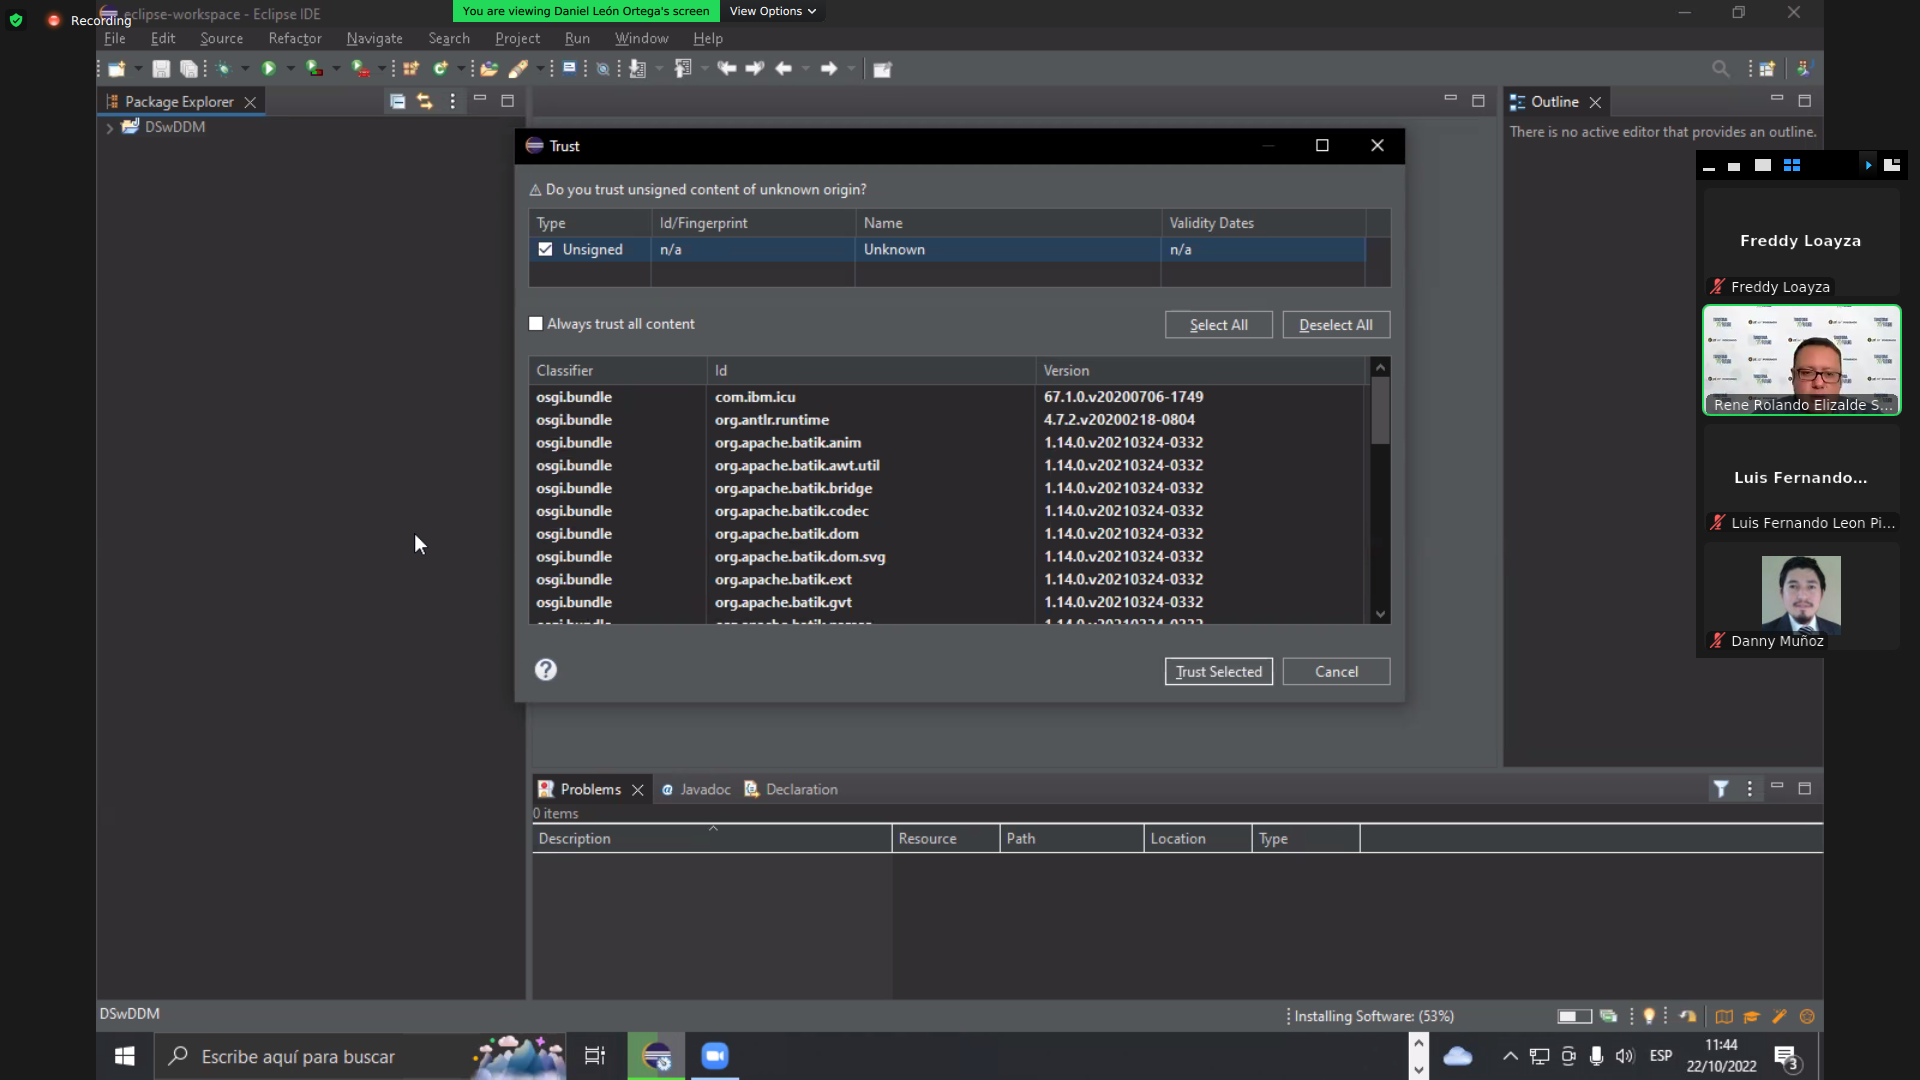 Recording
eclipse-workspace - Eclipse IDE
You are viewing Daniel León Ortega's screen
View Options
File Edit Source Refactor Navigate Search Project Run Window Help
Package Explorer
DSwDDM
Outline
There is no active editor that provides an outline.
Trust
Do you trust unsigned content of unknown origin?
Type Id/Fingerprint Name Validity Dates
Unsigned n/a Unknown n/a
Always trust all content
Select All
Deselect All
Classifier Id Version
osgi.bundle com.ibm.icu 67.1.0.v20200706-1749
osgi.bundle org.antlr.runtime 4.7.2.v20200218-0804
osgi.bundle org.apache.batik.anim 1.14.0.v20210324-0332
osgi.bundle org.apache.batik.awt.util 1.14.0.v20210324-0332
osgi.bundle org.apache.batik.bridge 1.14.0.v20210324-0332
osgi.bundle org.apache.batik.codec 1.14.0.v20210324-0332
osgi.bundle org.apache.batik.dom 1.14.0.v20210324-0332
osgi.bundle org.apache.batik.dom.svg 1.14.0.v20210324-0332
osgi.bundle org.apache.batik.ext 1.14.0.v20210324-0332
osgi.bundle org.apache.batik.gvt 1.14.0.v20210324-0332
Trust Selected
Cancel
Freddy Loayza
Freddy Loayza
Rene Rolando Elizalde S...
Luis Fernando...
Luis Fernando Leon Pi...
Danny Muñoz
Problems Javadoc Declaration
0 items
Description Resource Path Location Type
DSwDDM
Installing Software: (53%)
Escribe aquí para buscar
ESP
11:44
22/10/2022
3